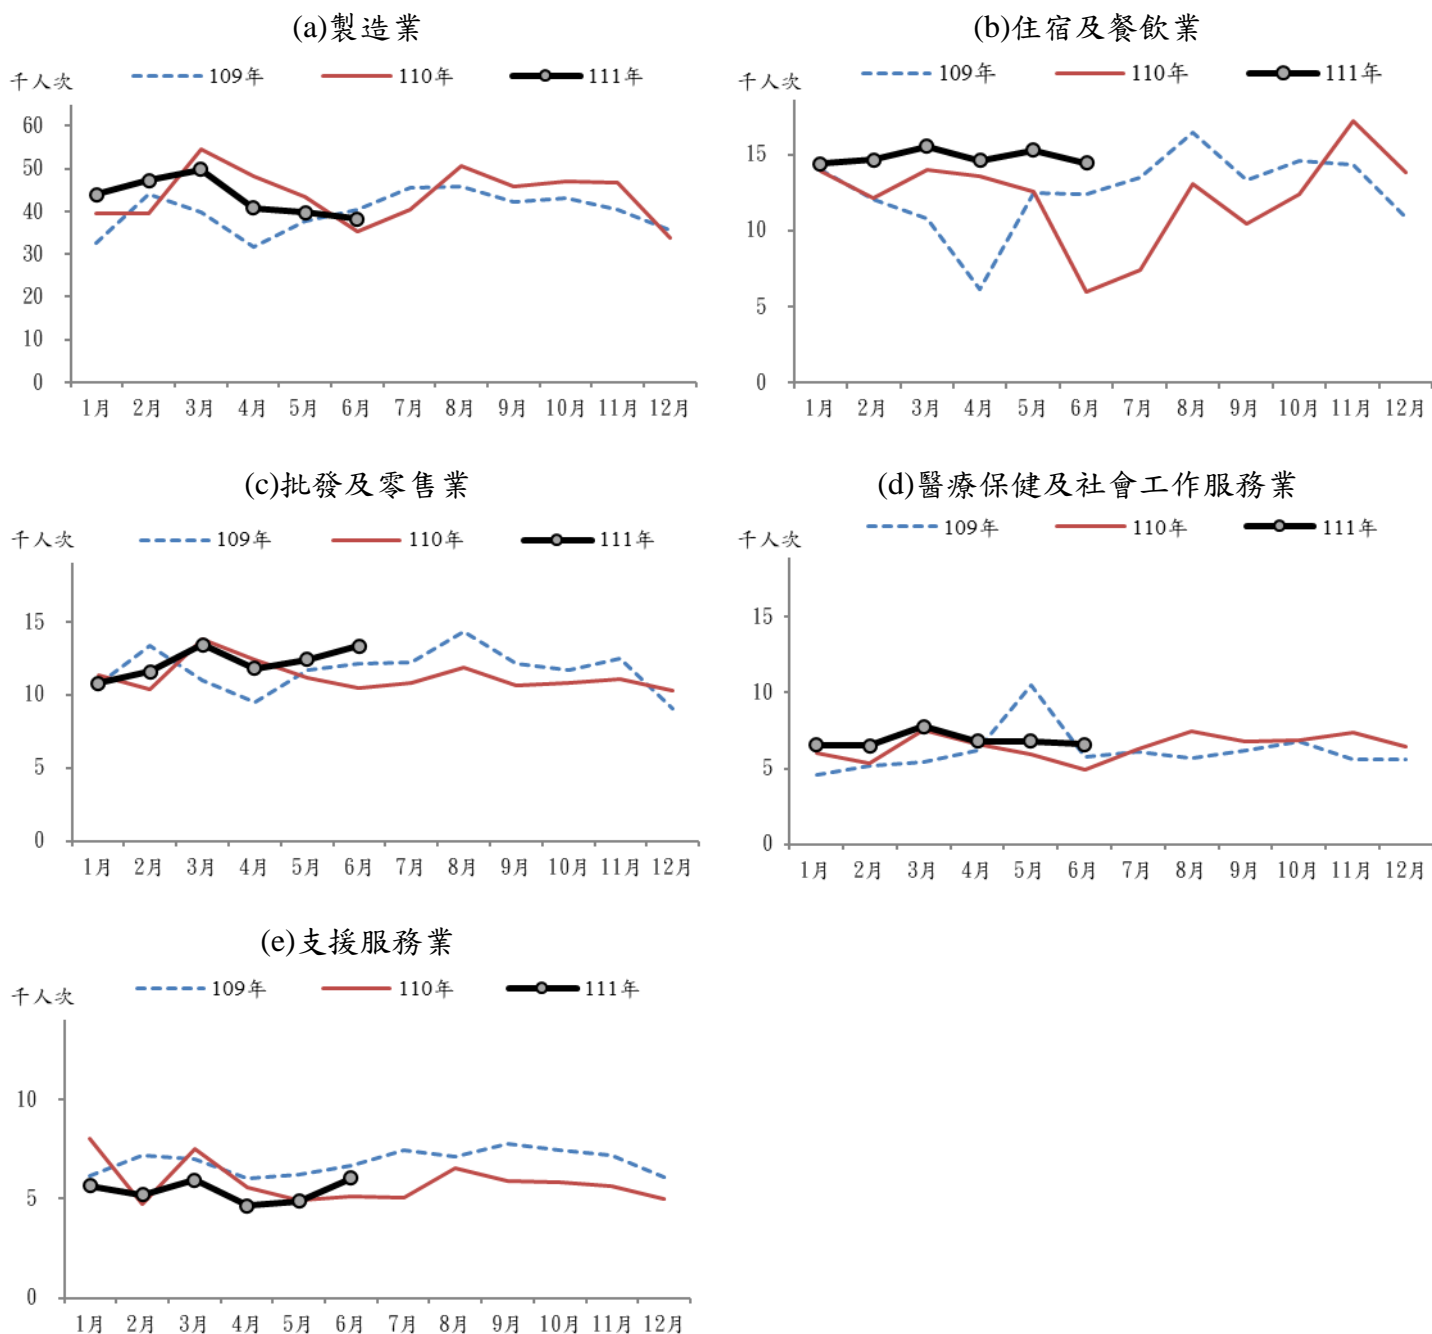 (a)製造業
千人次
109年 110年 111年
60
50
40
30
20
10
0
1月 2月 3月 4月 5月 6月 7月 8月 9月 10月 11月 12月
(b)住宿及餐飲業
千人次
109年 110年 111年
15
10
5
0
1月 2月 3月 4月 5月 6月 7月 8月 9月 10月 11月 12月
(c)批發及零售業
千人次
109年 110年 111年
15
10
5
0
1月 2月 3月 4月 5月 6月 7月 8月 9月 10月 11月 12月
(d)醫療保健及社會工作服務業
千人次
109年 110年 111年
15
10
5
0
1月 2月 3月 4月 5月 6月 7月 8月 9月 10月 11月 12月
(e)支援服務業
千人次
109年 110年 111年
10
5
0
1月 2月 3月 4月 5月 6月 7月 8月 9月 10月 11月 12月